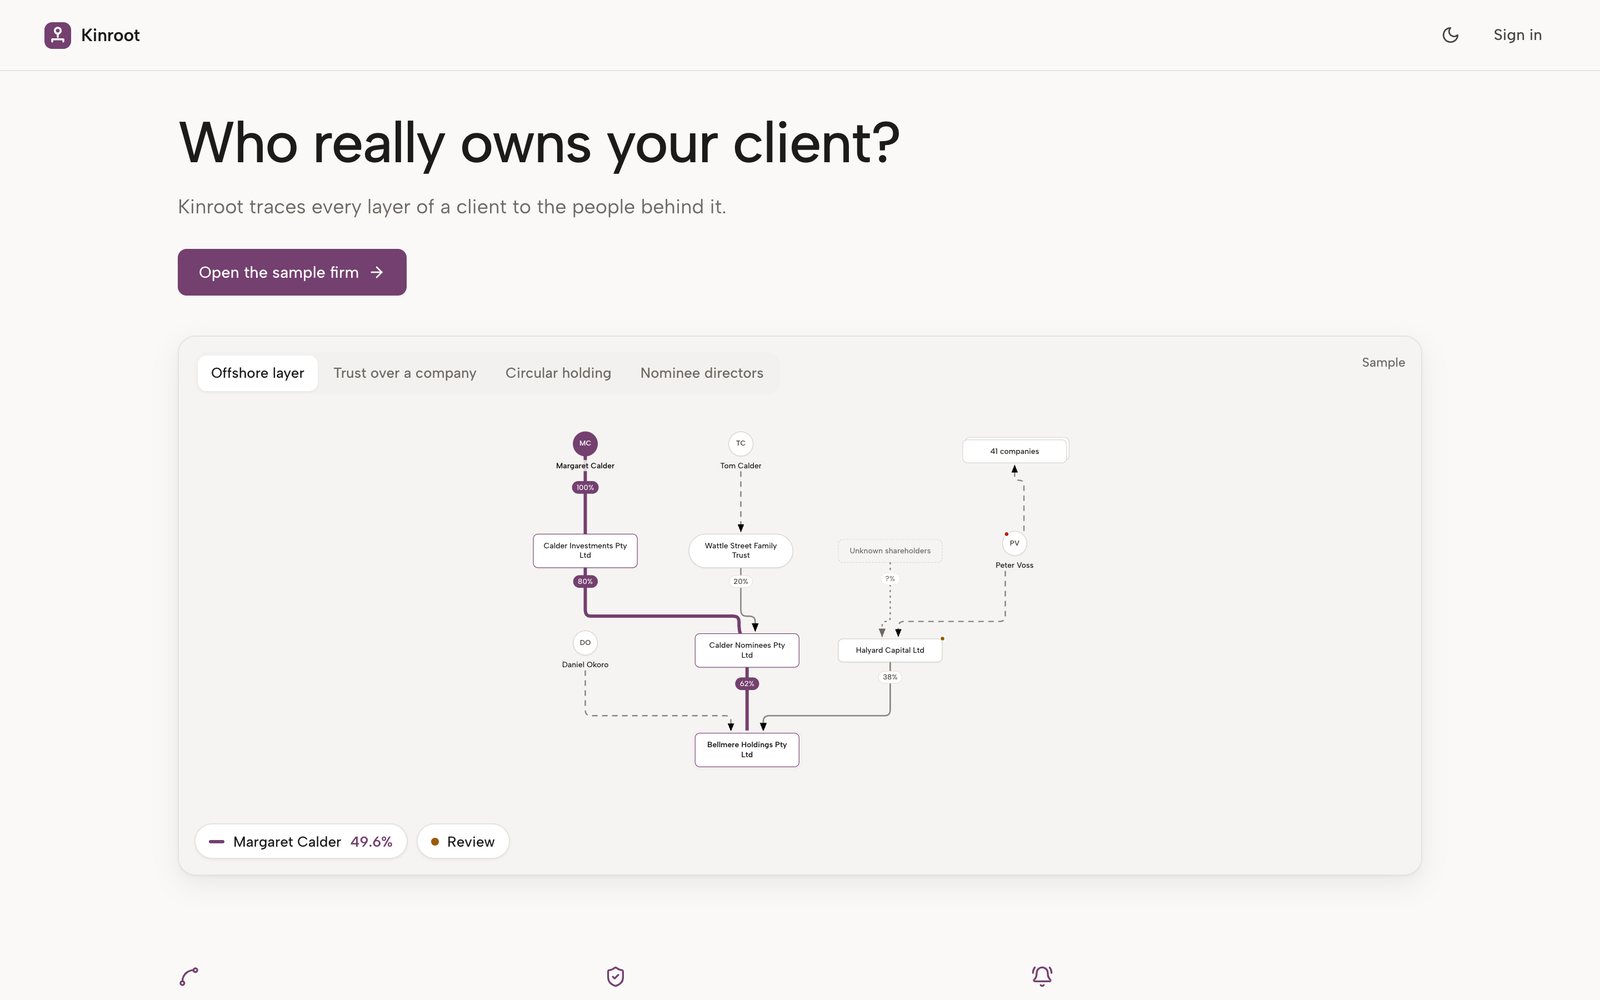 Kinroot
Sign in
Who really owns your client?
Kinroot traces every layer of a client to the people behind it.
Open the sample firm
Offshore layer
Trust over a company
Circular holding
Nominee directors
Sample
MC
Margaret Calder
100%
TC
Tom Calder
41 companies
Calder Investments Pty
Ltd
80%
Wattle Street Family
Trust
20%
Unknown shareholders
?%
PV
Peter Voss
DO
Daniel Okoro
Calder Nominees Pty
Ltd
62%
Halyard Capital Ltd
38%
Bellmere Holdings Pty
Ltd
Margaret Calder 49.6%
Review